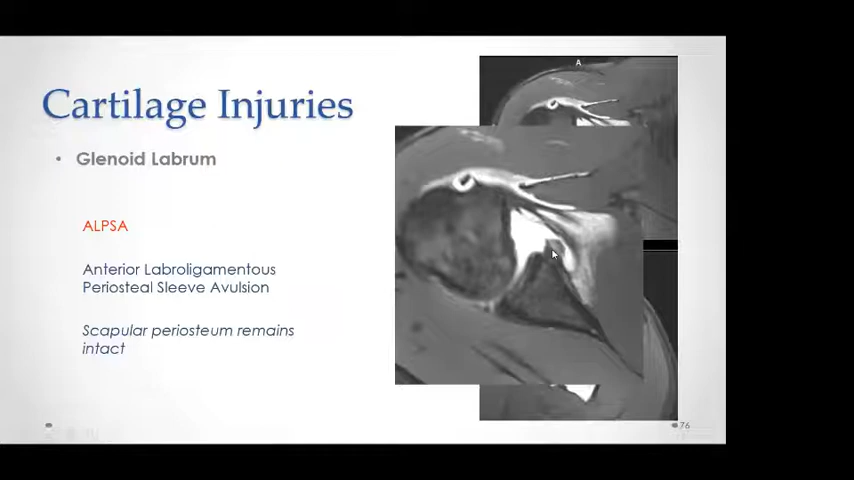 A
Cartilage Injuries
• Glenoid Labrum
ALPSA
Anterior Labroligamentous
Periosteal Sleeve Avulsion
Scapular periosteum remains
intact
76